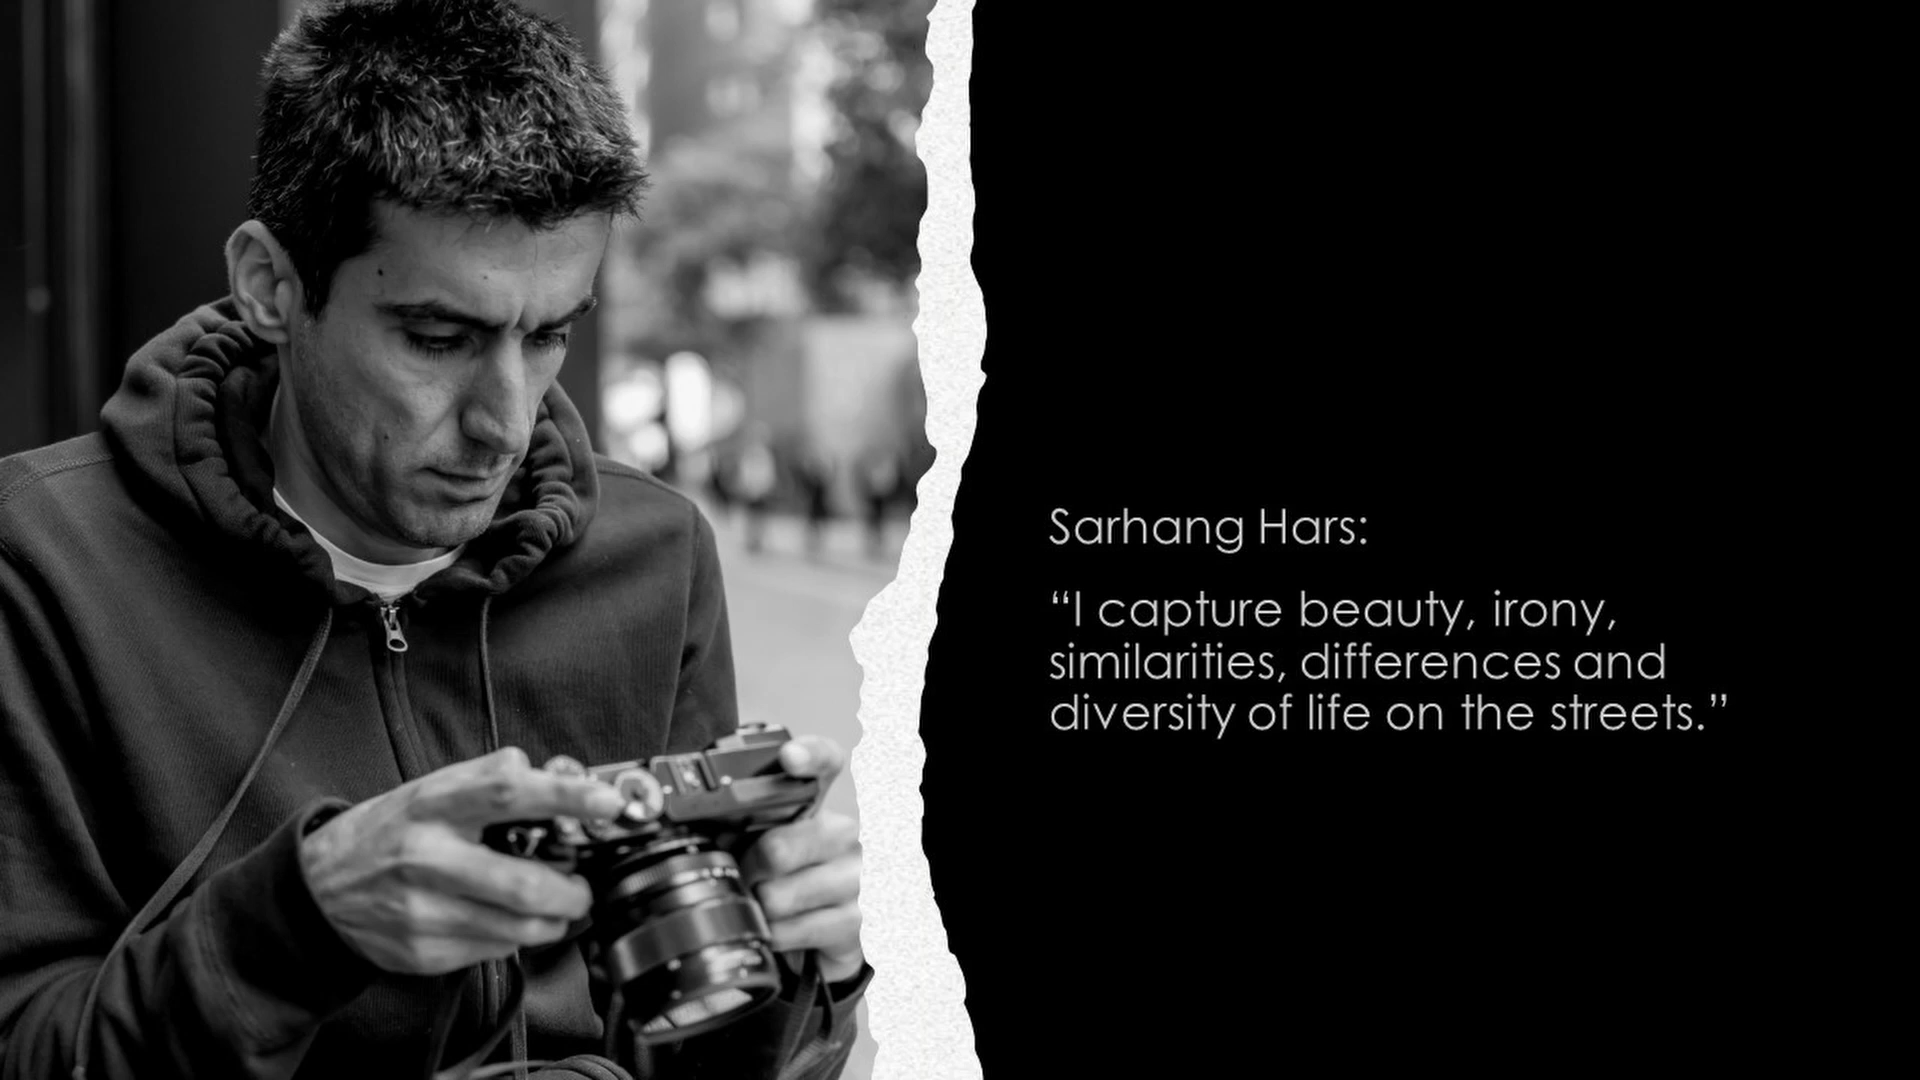 Sarhang Hars:
“I capture beauty, irony,
similarities, differences and
diversity of life on the streets.”